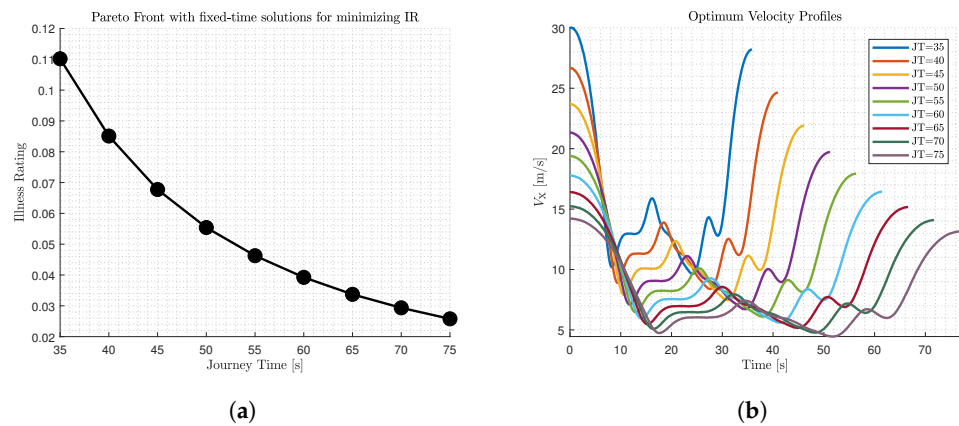 Pareto Front with fixed-time solutions for minimizing IR
0.12
0.11
0.1
0.09
0.08
0.07
0.06
0.05
0.04
0.03
0.02
Illness Rating
35 40 45 50 55 60 65 70 75
Journey Time [s]
(a)
Optimum Velocity Profiles
30
25
20
15
10
5
V_X [m/s]
JT=35
JT=40
JT=45
JT=50
JT=55
JT=60
JT=65
JT=70
JT=75
0 10 20 30 40 50 60 70
Time [s]
(b)